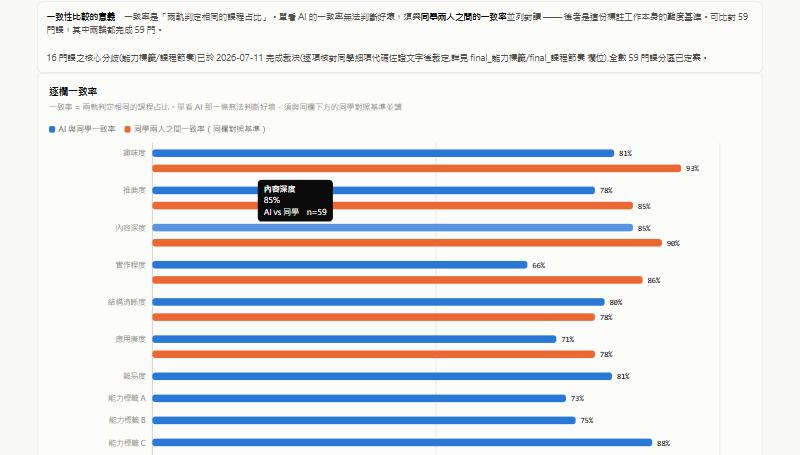 一致性比較的意義　一致率是「兩軌判定相同的課程占比」。單看 AI 的一致率無法判斷好壞，須與同學兩人之間的一致率並列對讀 —— 後者是這份標註工作本身的難度基準。可比對 59
門課，其中兩軌都完成 59 門。
16 門課之核心分歧(能力標籤/課程節奏)已於 2026-07-11 完成裁決(逐項核對同學細項代碼佐證文字後裁定,詳見 final_能力標籤/final_課程節奏 欄位),全數 59 門課分區已定案。
逐欄一致率
一致率 = 兩軌判定相同的課程占比。單看 AI 那一條無法判斷好壞，須與同欄下方的同學對照基準並讀
AI 與同學一致率
同學兩人之間一致率（同欄對照基準）
趣味度 81%
93%
推薦度 78%
85%
內容深度
85%
AI vs 同學 n=59
內容深度 85%
90%
實作程度 66%
86%
結構清晰度 80%
78%
應用廣度 71%
78%
難易度 81%
能力標籤 A 73%
能力標籤 B 75%
能力標籤 C 88%